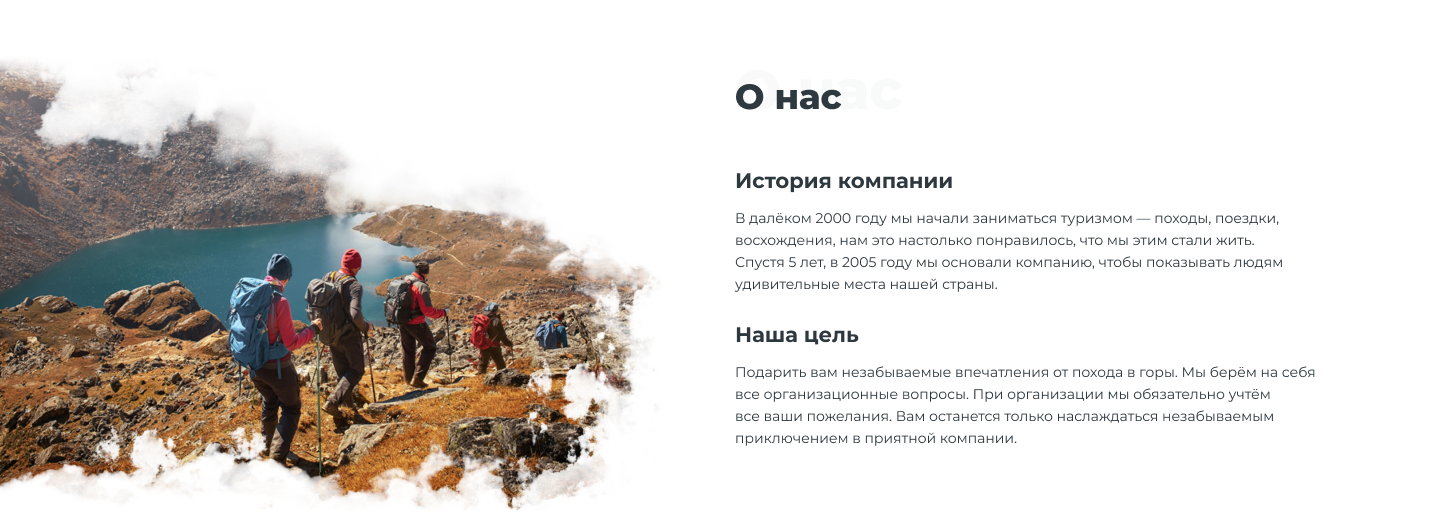 О нас
История компании
В далёком 2000 году мы начали заниматься туризмом — походы, поездки,
восхождения, нам это настолько понравилось, что мы этим стали жить.
Спустя 5 лет, в 2005 году мы основали компанию, чтобы показывать людям
удивительные места нашей страны.
Наша цель
Подарить вам незабываемые впечатления от похода в горы. Мы берём на себя
все организационные вопросы. При организации мы обязательно учтём
все ваши пожелания. Вам останется только наслаждаться незабываемым
приключением в приятной компании.